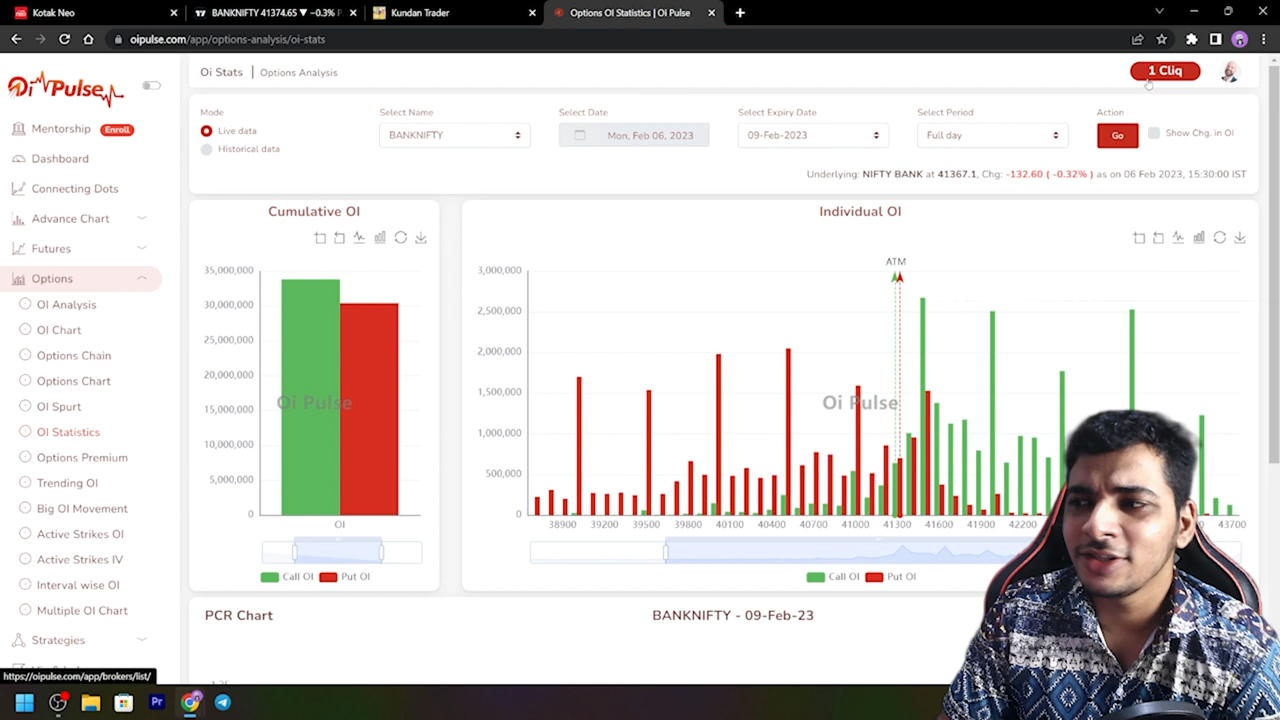 Kotak Neo
BANKNIFTY 41374.65 ▼ −0.3%
Kundan Trader
Options OI Statistics | Oi Pulse
oipulse.com/app/options-analysis/oi-stats
Oi Pulse
Oi Stats | Options Analysis
1 Cliq
Mode
Live data
Historical data
Select Name
BANKNIFTY
Select Date
Mon, Feb 06, 2023
Select Expiry Date
09-Feb-2023
Select Period
Full day
Action
Go
Show Chg. in OI
Underlying: NIFTY BANK at 41367.1, Chg: -132.60 ( -0.32% ) as on 06 Feb 2023, 15:30:00 IST
Mentorship Enroll
Dashboard
Connecting Dots
Advance Chart
Futures
Options
OI Analysis
OI Chart
Options Chain
Options Chart
OI Spurt
OI Statistics
Options Premium
Trending OI
Big OI Movement
Active Strikes OI
Active Strikes IV
Interval wise OI
Multiple OI Chart
Strategies
https://oipulse.com/app/brokers/list/
Cumulative OI
35,000,000
30,000,000
25,000,000
20,000,000
15,000,000
10,000,000
5,000,000
0
Oi Pulse
OI
Call OI Put OI
Individual OI
ATM
3,000,000
2,500,000
2,000,000
1,500,000
1,000,000
500,000
0
Oi Pulse
38900 39200 39500 39800 40100 40400 40700 41000 41300 41600 41900 42200 43700
Call OI Put OI
PCR Chart
BANKNIFTY - 09-Feb-23